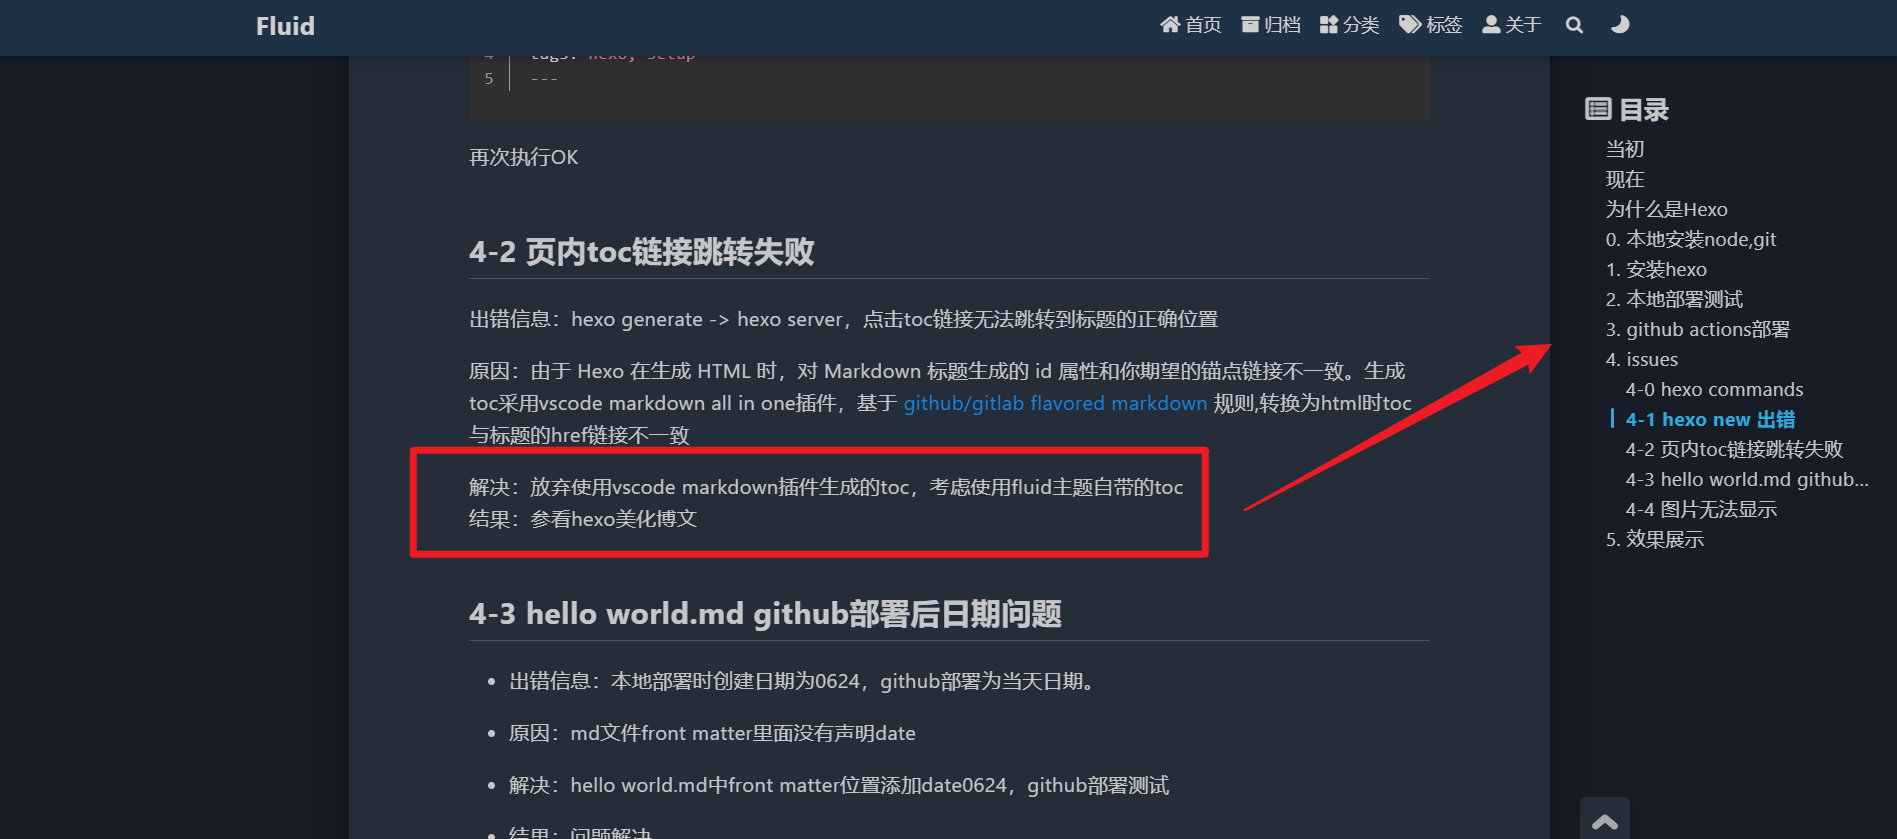 Fluid
首页 归档 分类 标签 关于
4 tags: hexo, setup
5 ---
再次执行OK
4-2 页内toc链接跳转失败
出错信息：hexo generate -> hexo server，点击toc链接无法跳转到标题的正确位置
原因：由于 Hexo 在生成 HTML 时，对 Markdown 标题生成的 id 属性和你期望的锚点链接不一致。生成
toc采用vscode markdown all in one插件，基于 github/gitlab flavored markdown 规则,转换为html时toc
与标题的href链接不一致
解决：放弃使用vscode markdown插件生成的toc，考虑使用fluid主题自带的toc
结果：参看hexo美化博文
4-3 hello world.md github部署后日期问题
出错信息：本地部署时创建日期为0624，github部署为当天日期。
原因：md文件front matter里面没有声明date
解决：hello world.md中front matter位置添加date0624，github部署测试
结果：问题解决
目录
当初
现在
为什么是Hexo
0. 本地安装node,git
1. 安装hexo
2. 本地部署测试
3. github actions部署
4. issues
4-0 hexo commands
4-1 hexo new 出错
4-2 页内toc链接跳转失败
4-3 hello world.md github...
4-4 图片无法显示
5. 效果展示